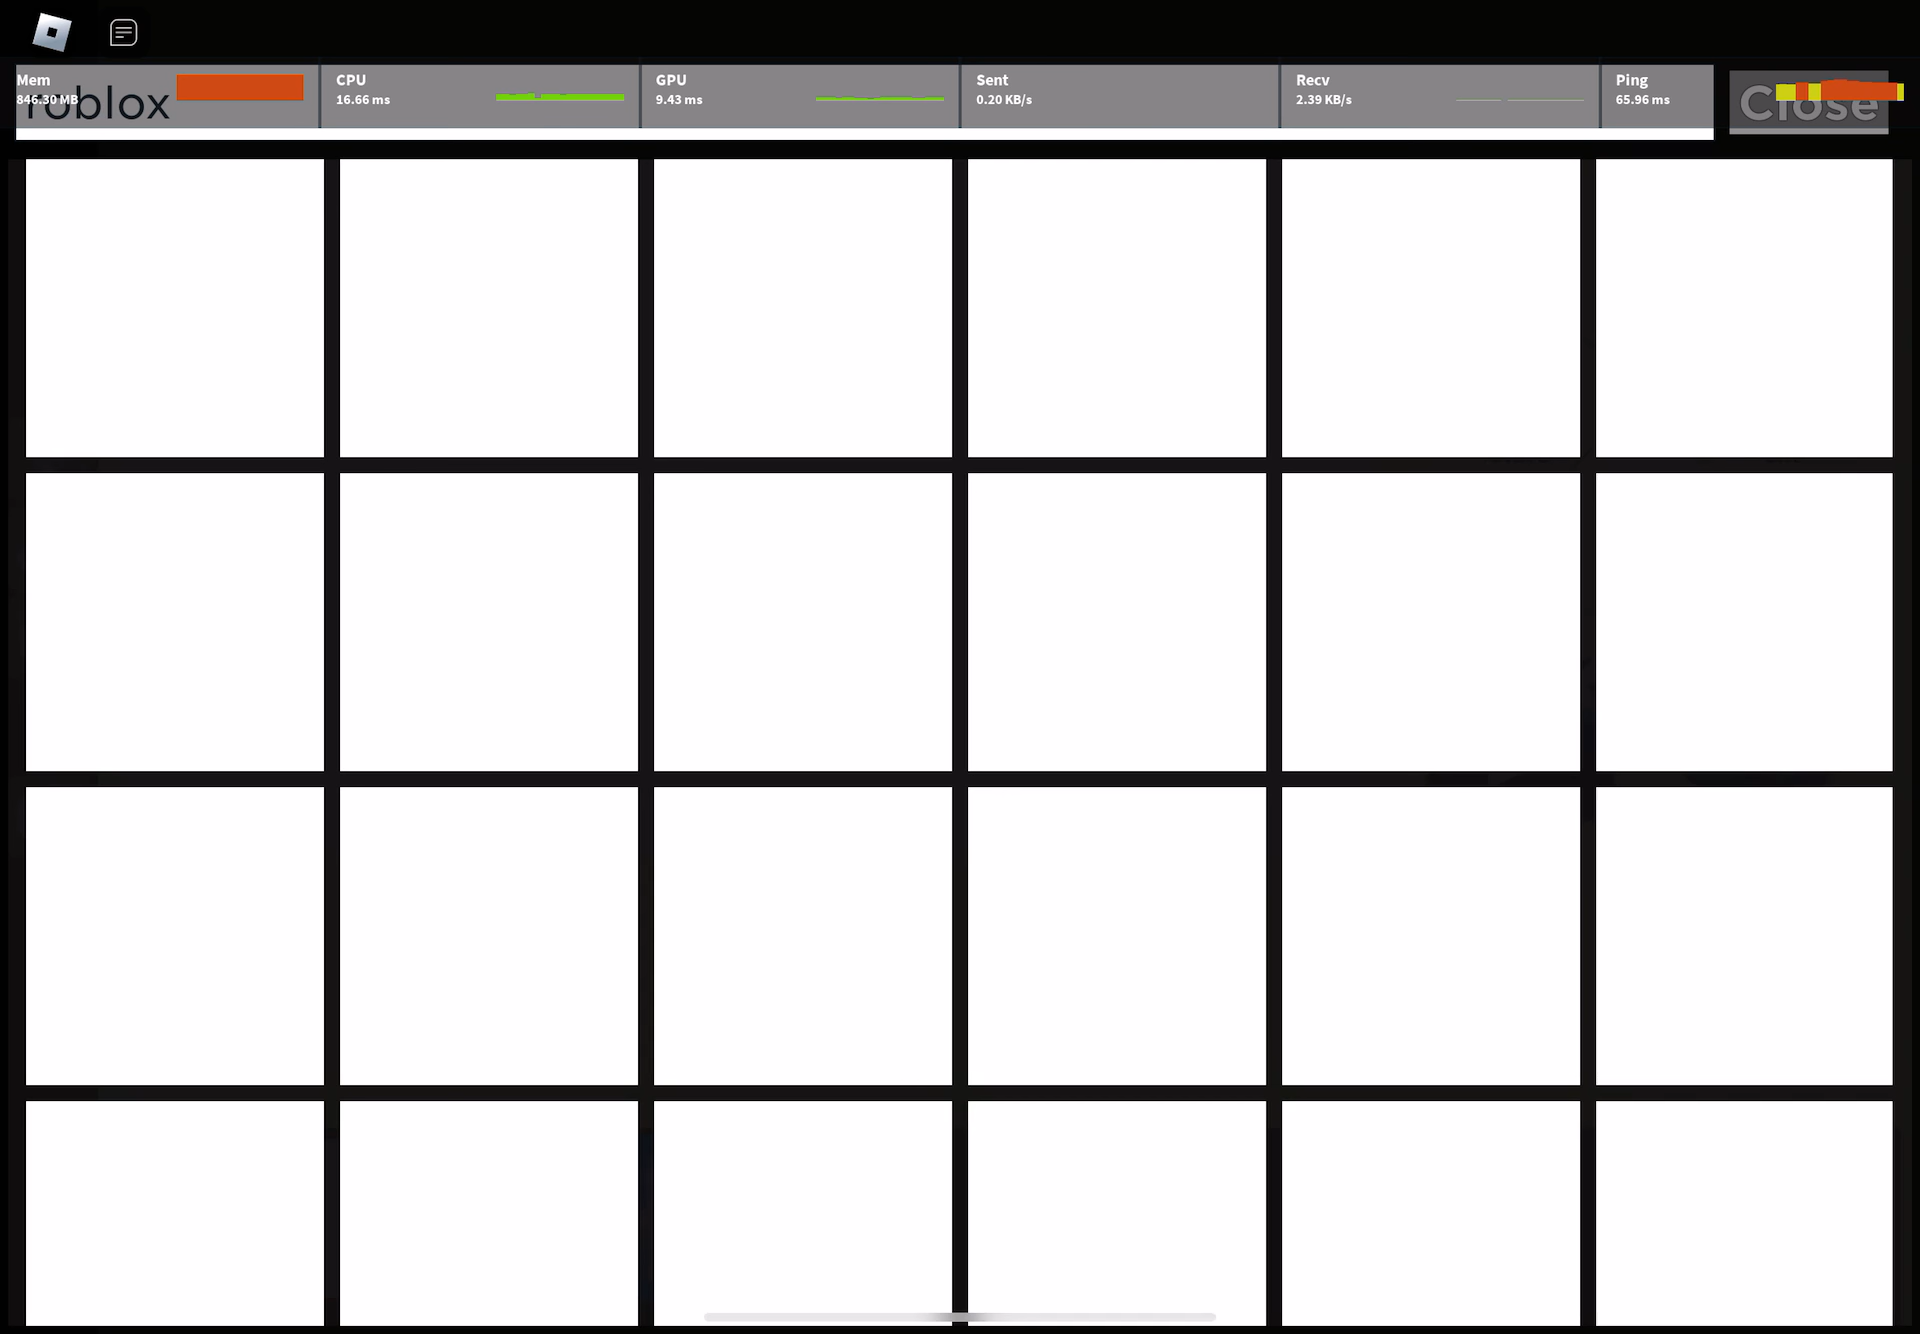 Mem
846.30 MB
roblox
CPU
16.66 ms
GPU
9.43 ms
Sent
0.20 KB/s
Recv
2.39 KB/s
Ping
65.96 ms
Close